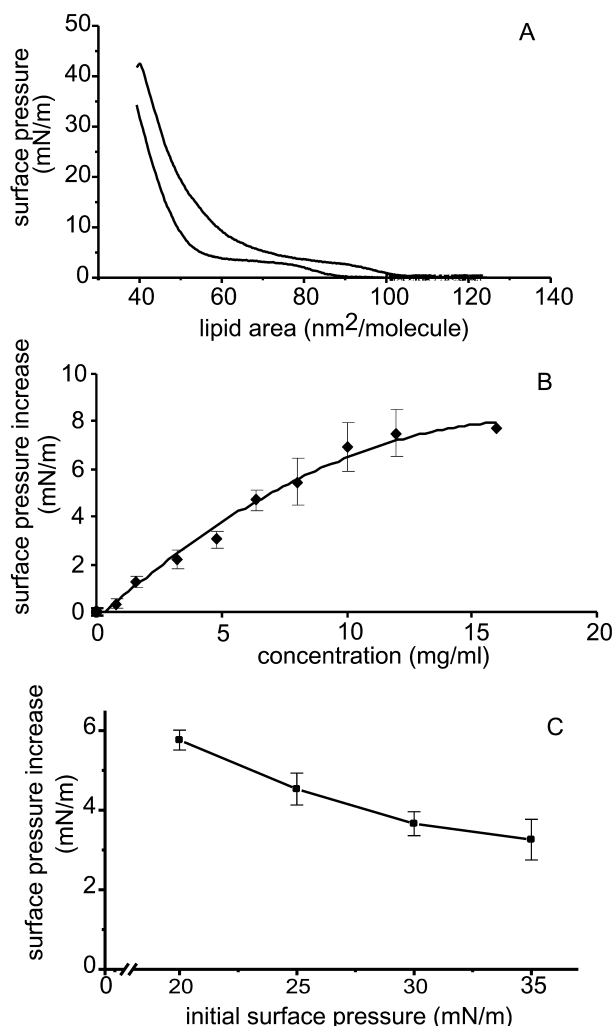 A
surface pressure
(mN/m)
50
40
30
20
10
0
40
60
80
100
120
140
lipid area (nm2/molecule)
B
surface pressure increase
(mN/m)
10
8
6
4
2
0
0
5
10
15
20
concentration (mg/ml)
C
surface pressure increase
(mN/m)
6
4
2
0
0
20
25
30
35
initial surface pressure (mN/m)